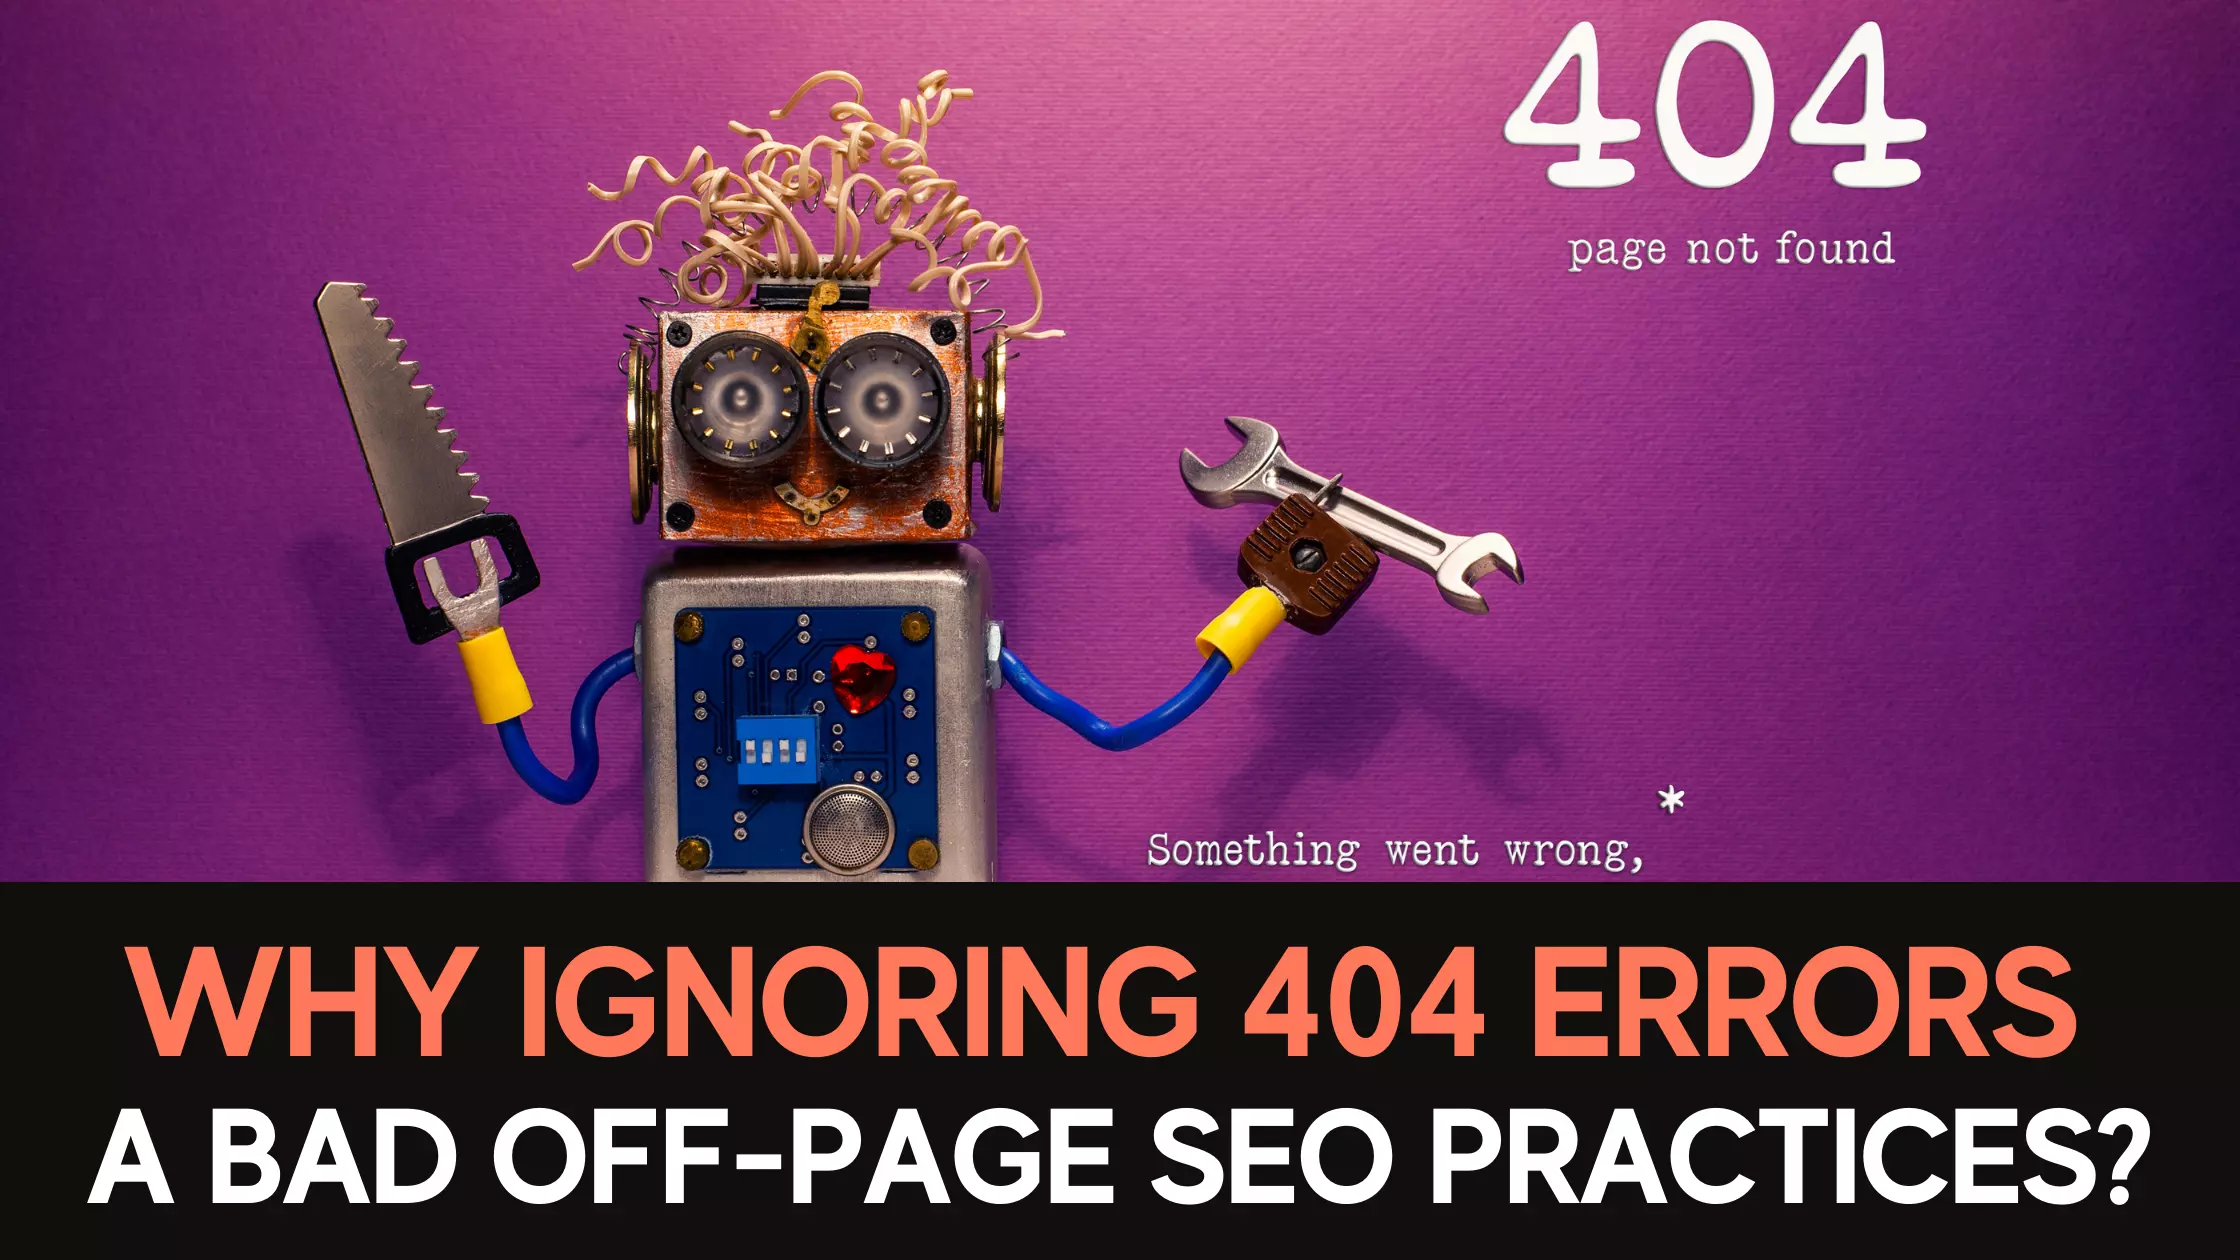 404
page not found
*
Something went wrong,
WHY IGNORING 404 ERRORS
A BAD OFF-PAGE SEO PRACTICES?